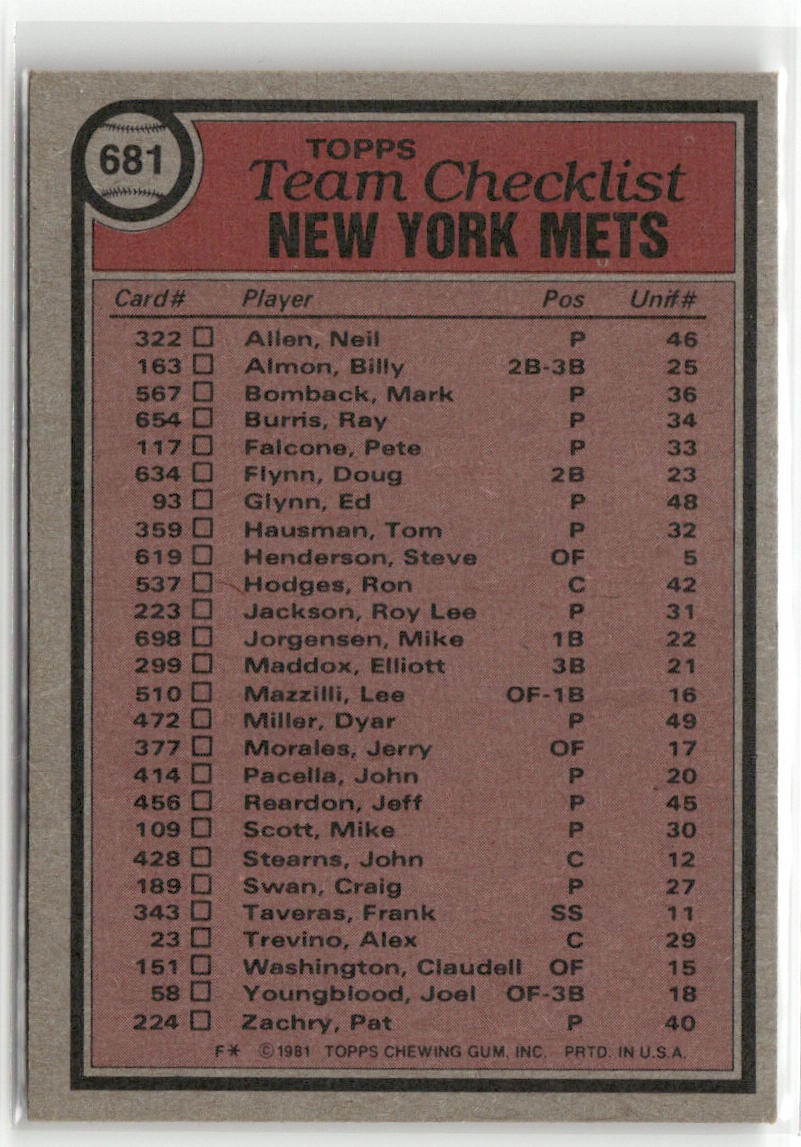 681
TOPPS
Team Checklist
NEW YORK METS
Card# Player Pos Unif#
322 Allen, Neil P 46
163 Almon, Billy 2B-3B 25
567 Bomback, Mark P 36
654 Burris, Ray P 34
117 Falcone, Pete P 33
634 Flynn, Doug 2B 23
93 Glynn, Ed P 48
359 Hausman, Tom P 32
619 Henderson, Steve OF 5
537 Hodges, Ron C 42
223 Jackson, Roy Lee P 31
698 Jorgensen, Mike 1B 22
299 Maddox, Elliott 3B 21
510 Mazzilli, Lee OF-1B 16
472 Miller, Dyar P 49
377 Morales, Jerry OF 17
414 Pacella, John P 20
456 Reardon, Jeff P 45
109 Scott, Mike P 30
428 Stearns, John C 12
189 Swan, Craig P 27
343 Taveras, Frank SS 11
23 Trevino, Alex C 29
151 Washington, Claudell OF 15
58 Youngblood, Joel OF-3B 18
224 Zachry, Pat P 40
F* ©1981 TOPPS CHEWING GUM, INC. PRTD. IN U.S.A.